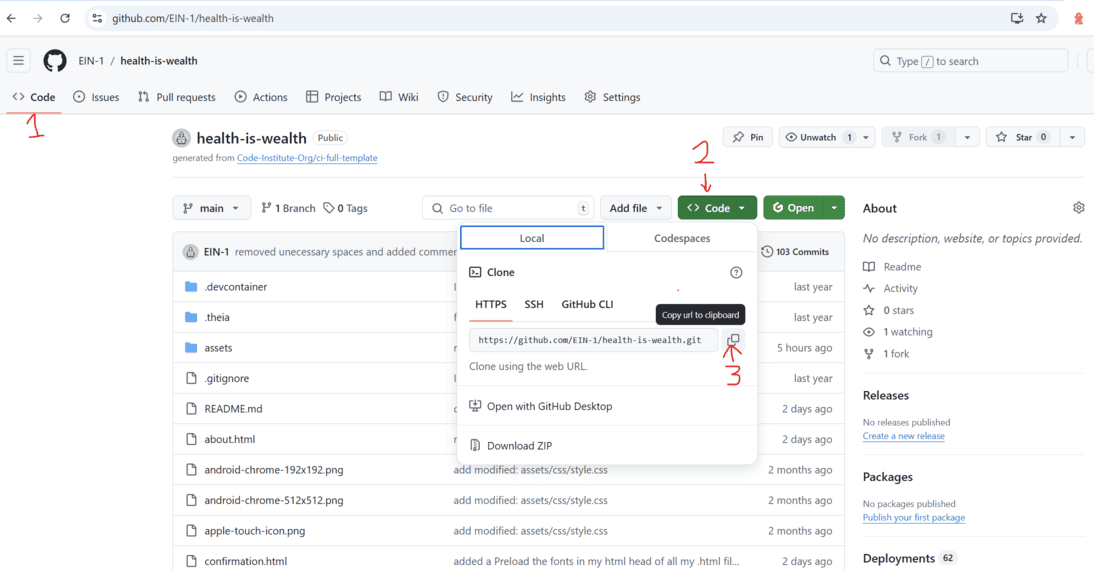 github.com/EIN-1/health-is-wealth
EIN-1 / health-is-wealth
Type / to search
Code Issues Pull requests Actions Projects Wiki Security Insights Settings
1
health-is-wealth Public
Pin Unwatch 1 Fork 1 Star 0
generated from Code-Institute-Org/ci-full-template
2
main 1 Branch 0 Tags Go to file t Add file Code Open
About
No description, website, or topics provided.
Readme
Activity
0 stars
1 watching
1 fork
Releases
No releases published
Create a new release
Packages
No packages published
Publish your first package
Deployments 62
Local Codespaces
Clone
HTTPS SSH GitHub CLI
Copy url to clipboard
https://github.com/EIN-1/health-is-wealth.git
3
Clone using the web URL.
Open with GitHub Desktop
Download ZIP
EIN-1 removed unecessary spaces and added commer 103 Commits
.devcontainer last year
.theia last year
assets 5 hours ago
.gitignore last year
README.md 2 days ago
about.html 2 days ago
android-chrome-192x192.png add modified: assets/css/style.css 2 months ago
android-chrome-512x512.png add modified: assets/css/style.css 2 months ago
apple-touch-icon.png add modified: assets/css/style.css 2 months ago
confirmation.html added a Preload the fonts in my html head of all my .html fil... 2 days ago